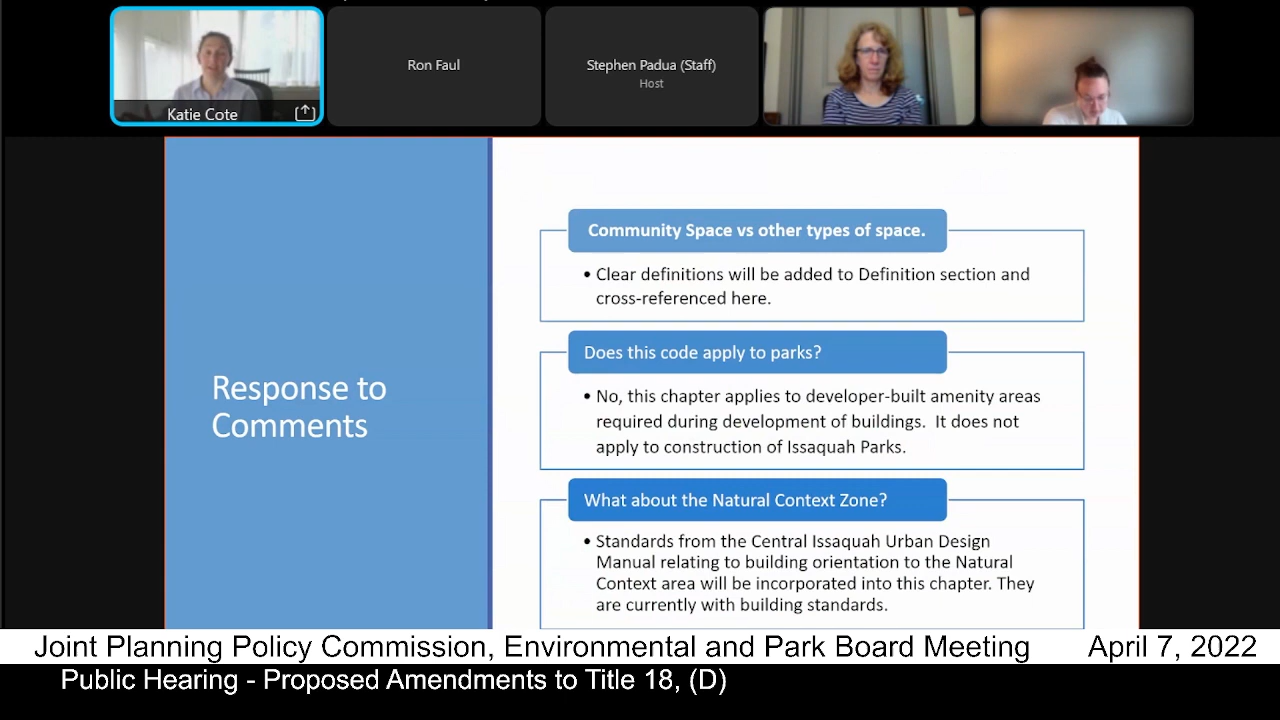 Katie Cote
Ron Faul
Stephen Padua (Staff)
Host
Response to
Comments
Community Space vs other types of space.
• Clear definitions will be added to Definition section and
cross-referenced here.
Does this code apply to parks?
• No, this chapter applies to developer-built amenity areas
required during development of buildings.  It does not
apply to construction of Issaquah Parks.
What about the Natural Context Zone?
• Standards from the Central Issaquah Urban Design
Manual relating to building orientation to the Natural
Context area will be incorporated into this chapter. They
are currently with building standards.
Joint Planning Policy Commission, Environmental and Park Board Meeting April 7, 2022
Public Hearing - Proposed Amendments to Title 18, (D)